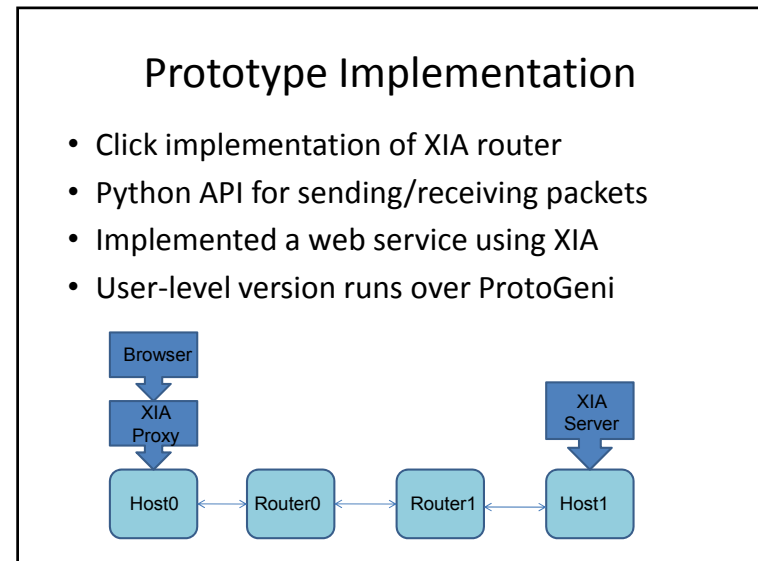 Prototype Implementation
• Click implementation of XIA router
• Python API for sending/receiving packets
• Implemented a web service using XIA
• User-level version runs over ProtoGeni
Browser
XIA
Proxy
XIA
Server
Host0
Router0
Router1
Host1